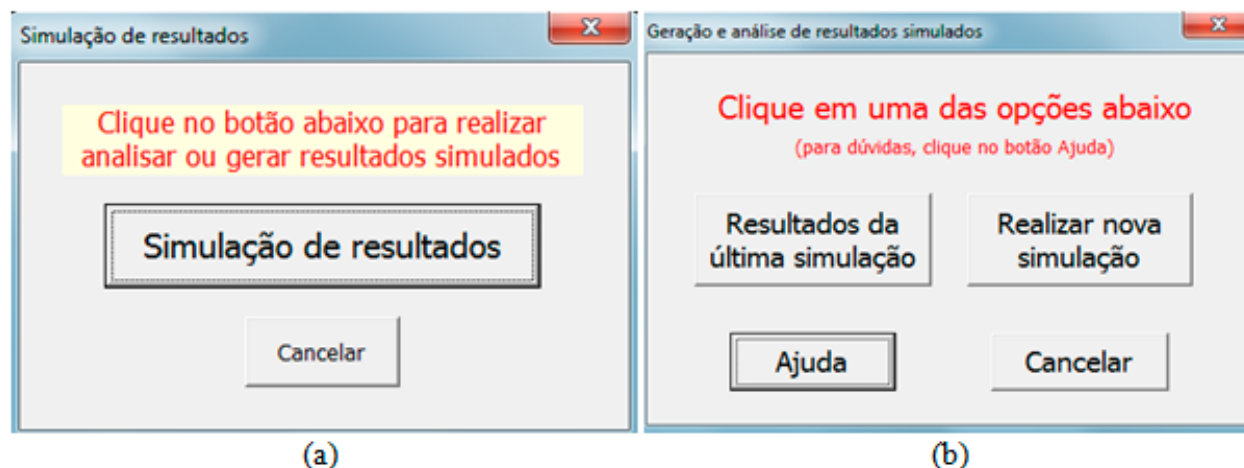 Simulação de resultados
Clique no botão abaixo para realizar
analisar ou gerar resultados simulados
Simulação de resultados
Cancelar
(a)
Geração e análise de resultados simulados
Clique em uma das opções abaixo
(para dúvidas, clique no botão Ajuda)
Resultados da
última simulação
Realizar nova
simulação
Ajuda
Cancelar
(b)